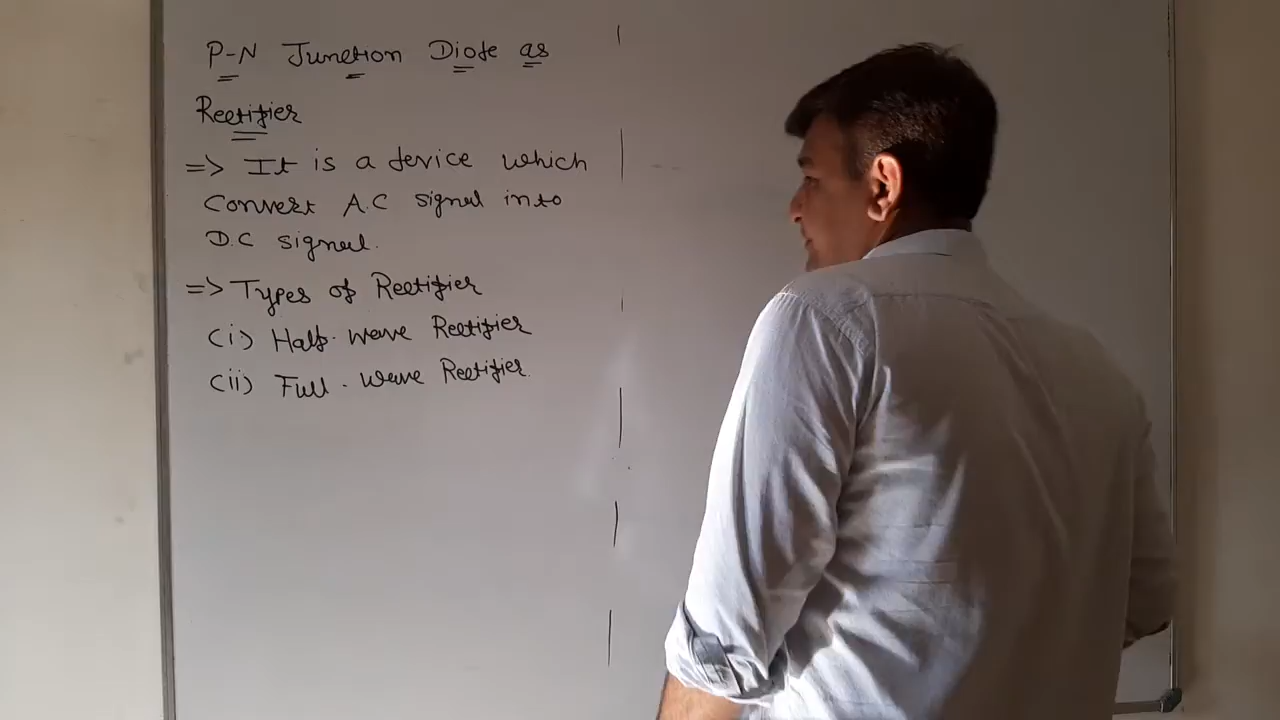 P-N Junction Diode as
Rectifier
=> It is a device which
Convert A.C signal into
D.C signal.
=> Types of Rectifier
(i) Half-wave Rectifier
(ii) Full-wave Rectifier.